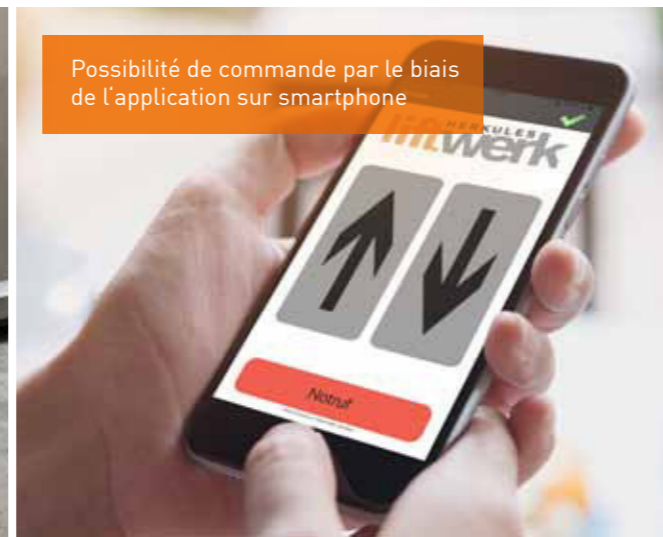 Possibilité de commande par le biais
de l‘application sur smartphone
HERKULES
liftwerk
Notruf